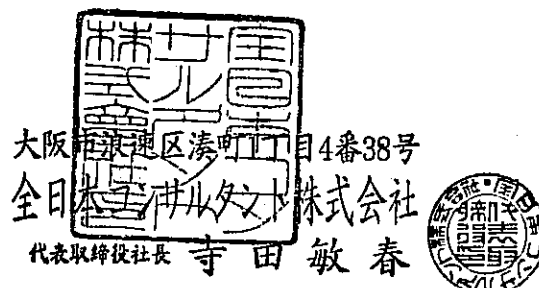 大阪市浪速区湊町1丁目4番38号
全日本コンサルタント株式会社
代表取締役社長 寺田敏春